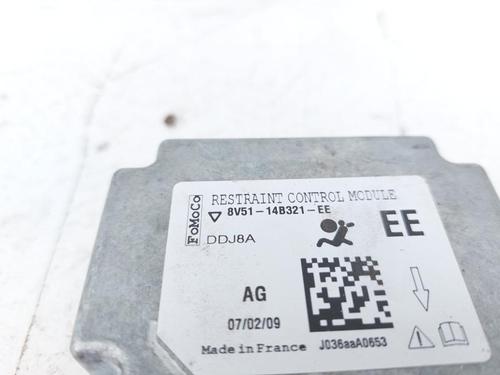 FoMoCo
RESTRAINT CONTROL MODULE
8V51-14B321-EE
DDJ8A
EE
AG
07/02/09
Made in France
J036aaA0653